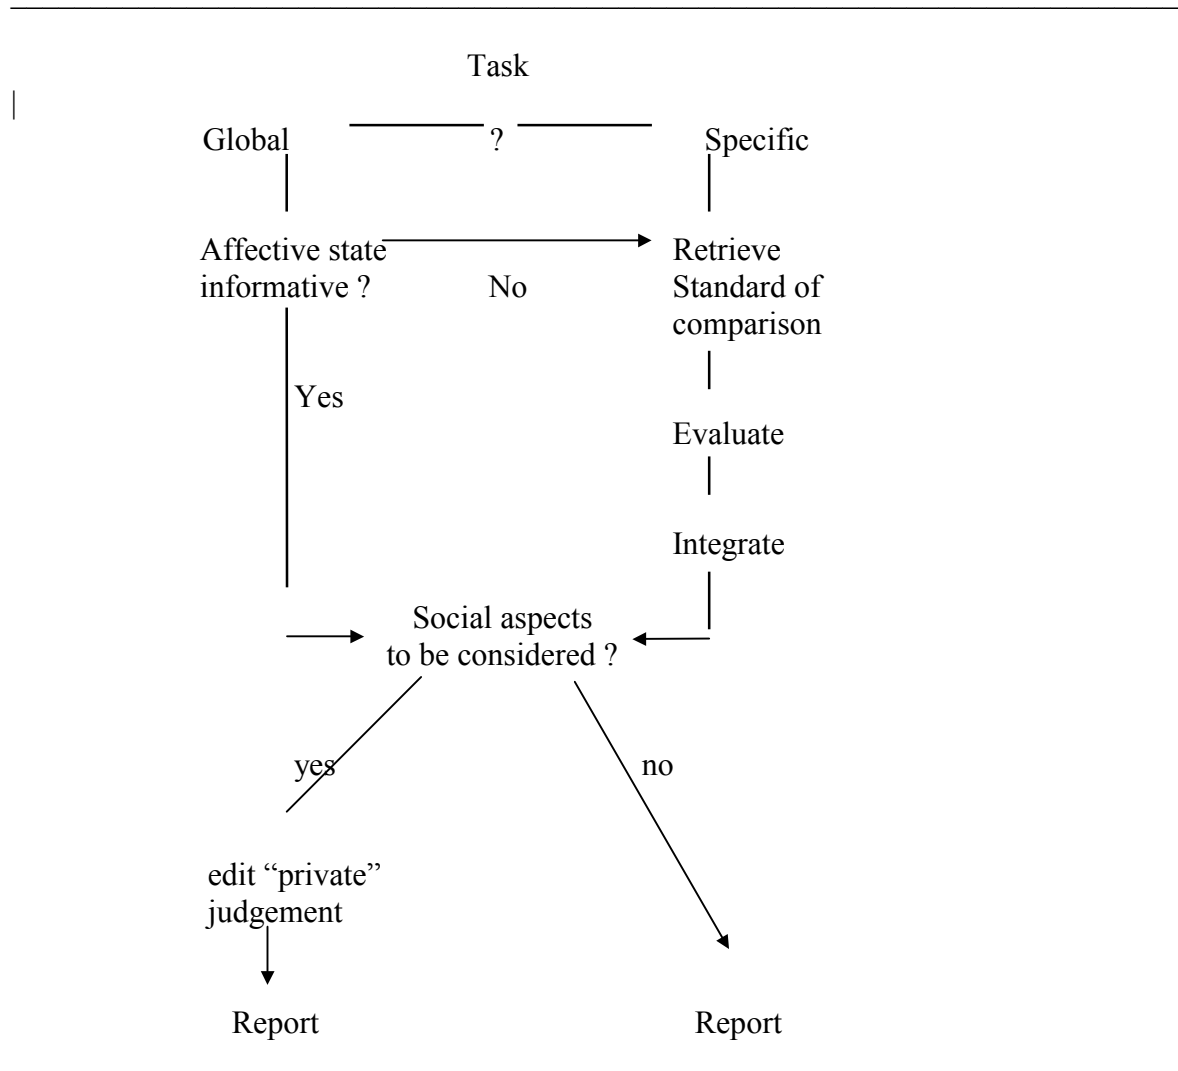 Task
Global ? Specific
Affective state Retrieve
informative ? No Standard of
comparison
Yes
Evaluate
Integrate
Social aspects
to be considered ?
yes no
edit “private”
judgement
Report Report